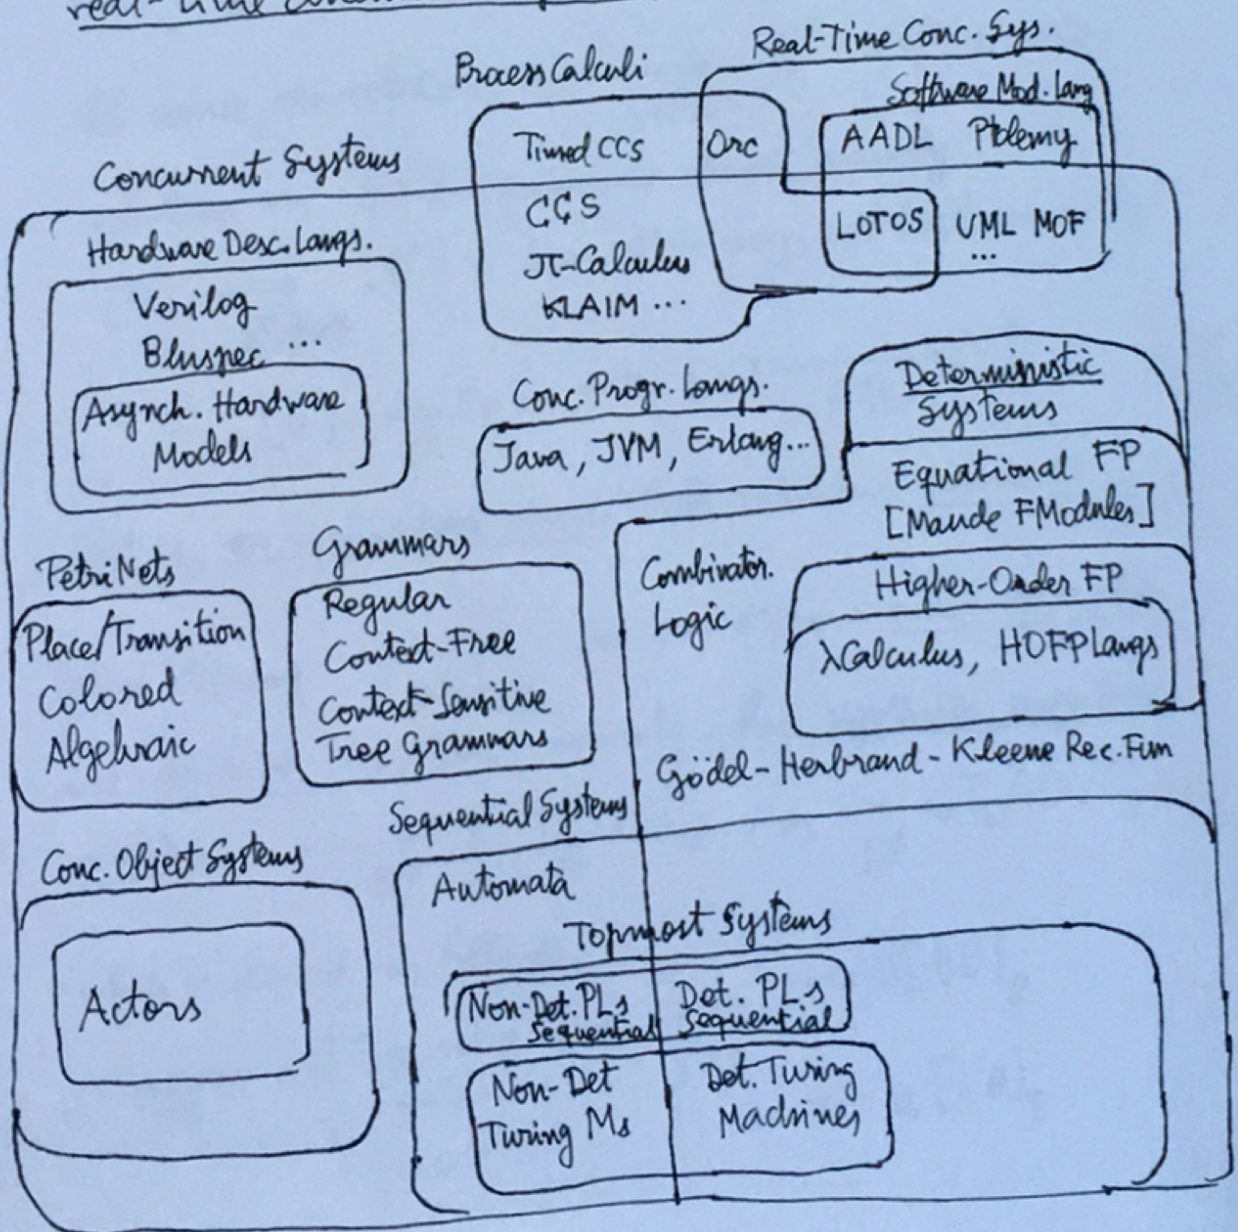 real-time
Process Calculi
Real-Time Conc. Sys.
Software Mod. Lang
Timed CCS
Orc
AADL Ptolemy
Concurrent Systems
CCS
LOTOS
UML MOF
...
π-Calculus
KLAIM ...
Hardware Desc. Langs.
Verilog
Bluspec ...
Asynch. Hardware
Models
Conc. Progr. Langs.
Java, JVM, Erlang...
Deterministic
Systems
Equational FP
[Maude FModules]
Petri Nets
Place/Transition
Colored
Algebraic
Grammars
Regular
Context-Free
Context-Sensitive
Tree Grammars
Combinator.
Logic
Higher-Order FP
λCalculus, HOFPLangs
Gödel-Herbrand-Kleene Rec. Fun
Sequential Systems
Conc. Object Systems
Actors
Automata
Topmost Systems
Non-Det. PLs
Sequential
Det. PLs
Sequential
Non-Det
Turing Ms
Det. Turing
Machines